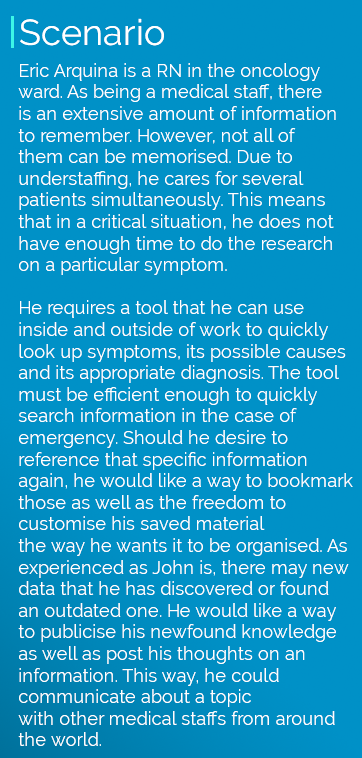 Scenario
Eric Arquina is a RN in the oncology
ward. As being a medical staff, there
is an extensive amount of information
to remember. However, not all of
them can be memorised. Due to
understaffing, he cares for several
patients simultaneously. This means
that in a critical situation, he does not
have enough time to do the research
on a particular symptom.
He requires a tool that he can use
inside and outside of work to quickly
look up symptoms, its possible causes
and its appropriate diagnosis. The tool
must be efficient enough to quickly
search information in the case of
emergency. Should he desire to
reference that specific information
again, he would like a way to bookmark
those as well as the freedom to
customise his saved material
the way he wants it to be organised. As
experienced as John is, there may new
data that he has discovered or found
an outdated one. He would like a way
to publicise his newfound knowledge
as well as post his thoughts on an
information. This way, he could
communicate about a topic
with other medical staffs from around
the world.